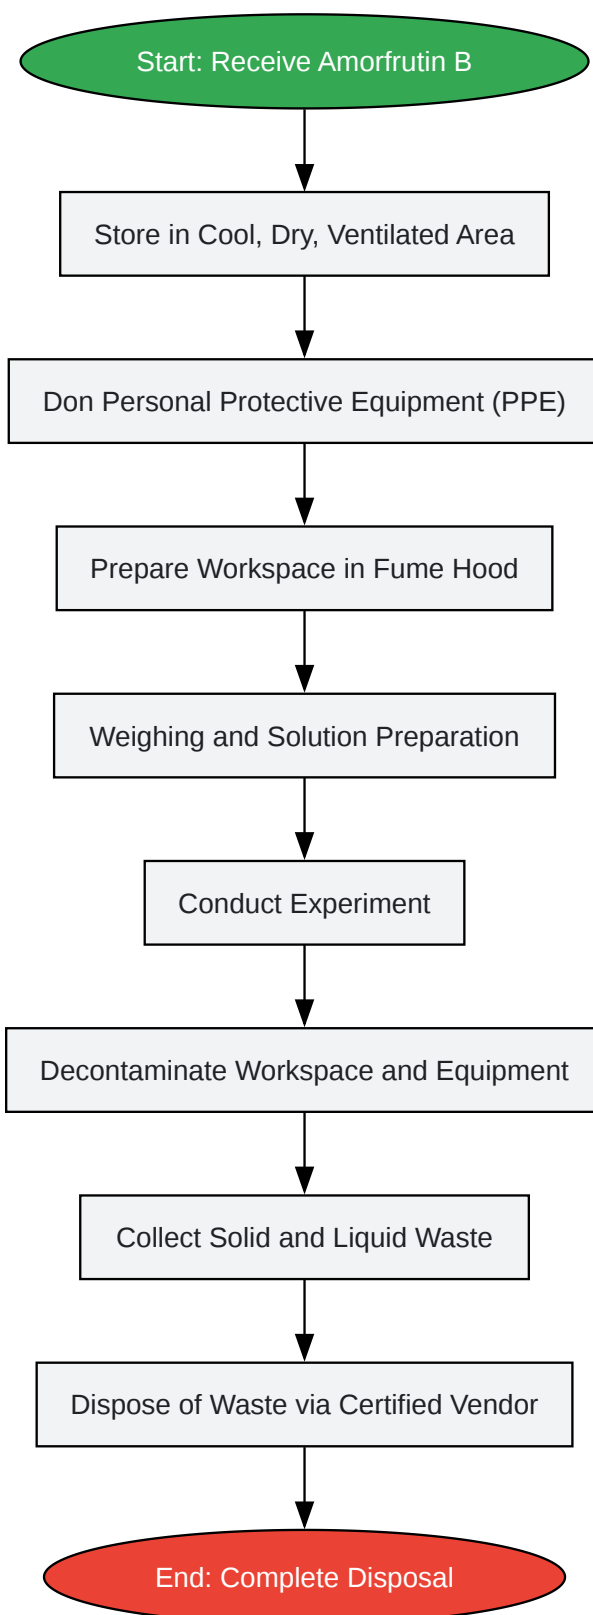 Start: Receive Amorfrutin B
Store in Cool, Dry, Ventilated Area
Don Personal Protective Equipment (PPE)
Prepare Workspace in Fume Hood
Weighing and Solution Preparation
Conduct Experiment
Decontaminate Workspace and Equipment
Collect Solid and Liquid Waste
Dispose of Waste via Certified Vendor
End: Complete Disposal